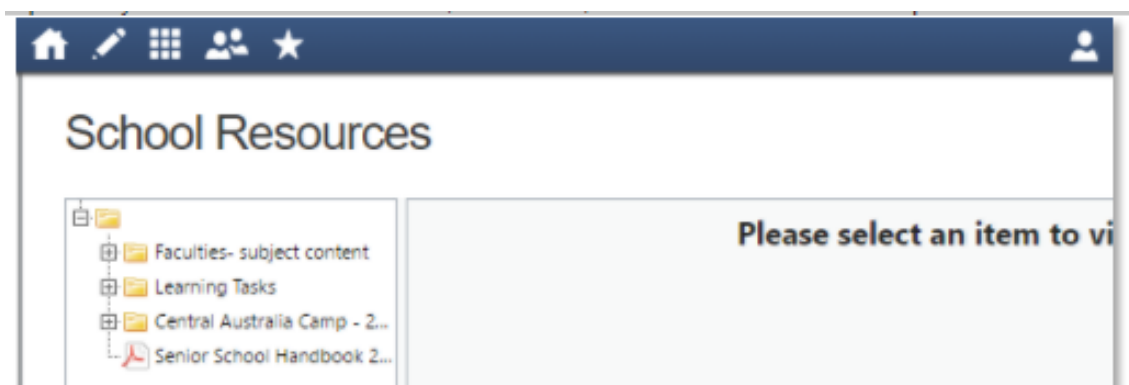 School Resources
Please select an item to vi
Faculties- subject content
Learning Tasks
Central Australia Camp - 2...
Senior School Handbook 2...